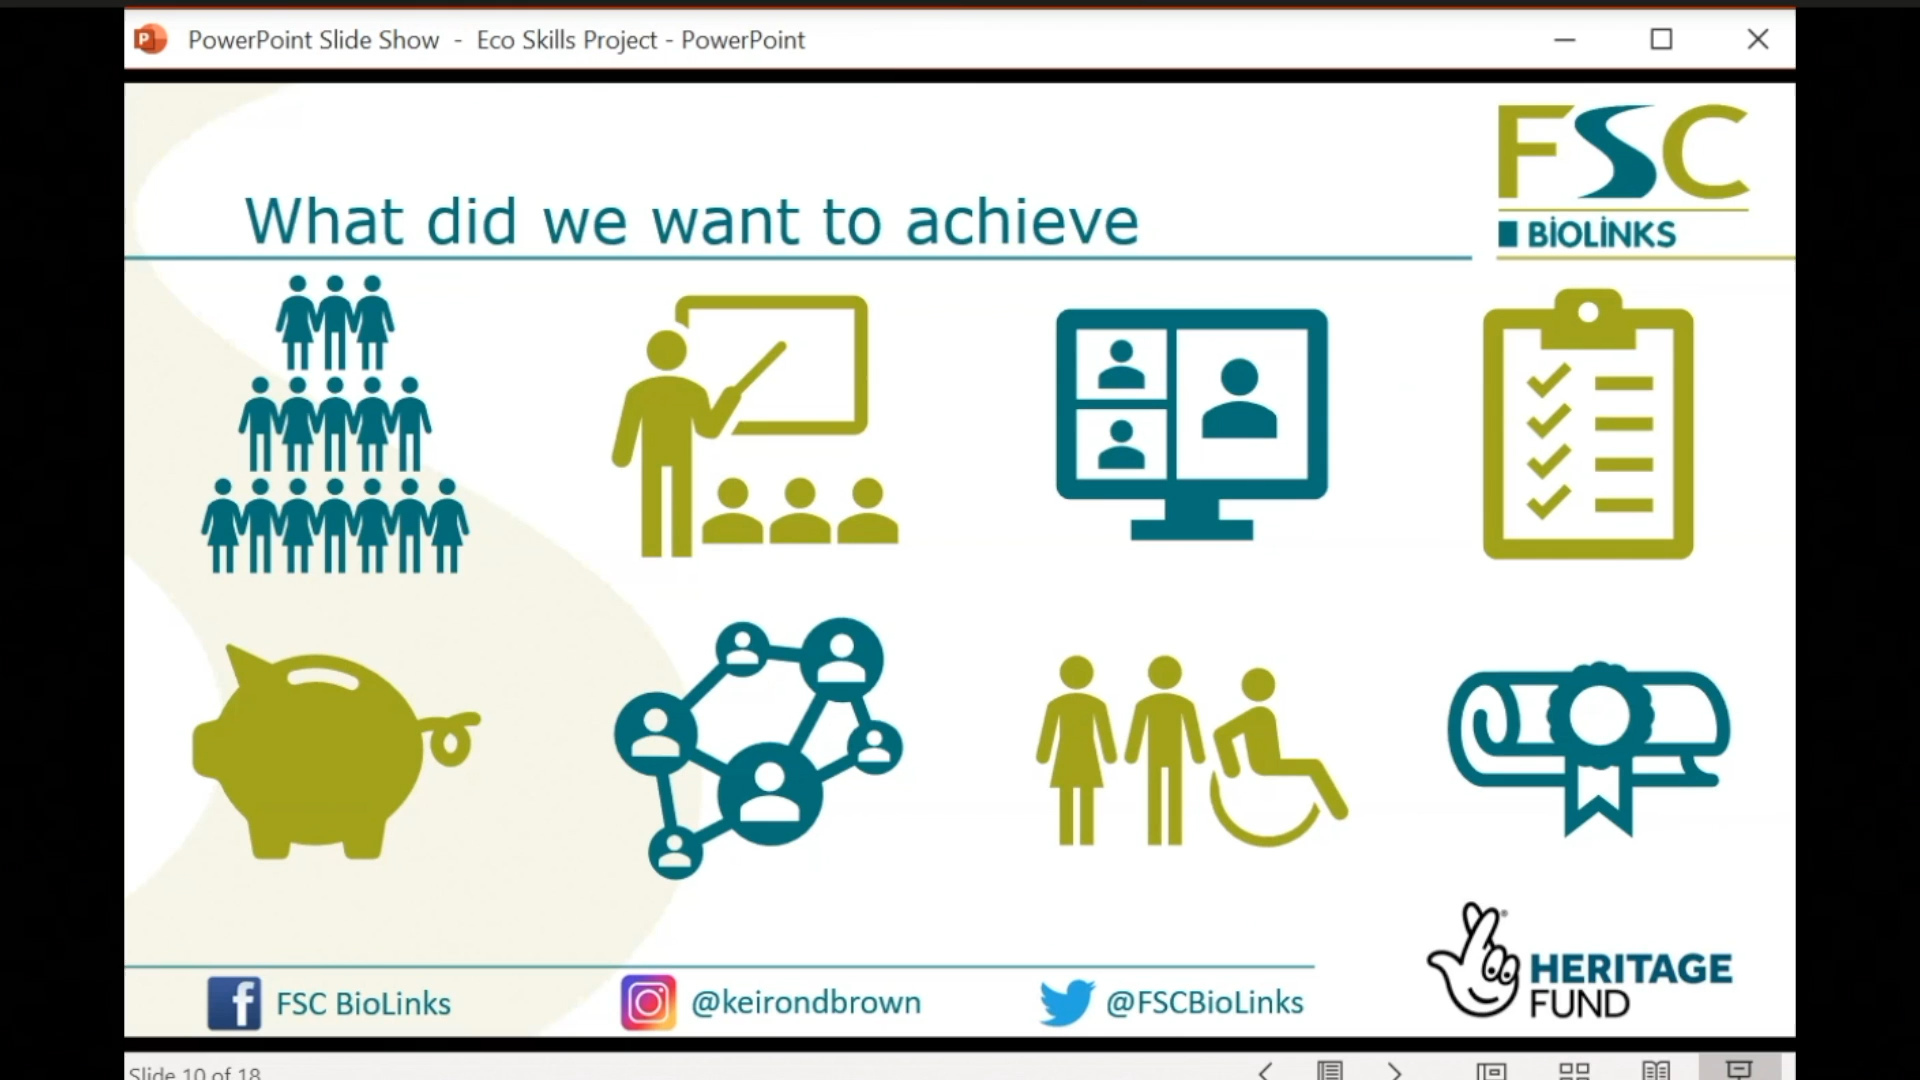 PowerPoint Slide Show - Eco Skills Project - PowerPoint
FSC
BiOLiNKS
What did we want to achieve
FSC BioLinks
@keirondbrown
@FSCBioLinks
HERITAGE
FUND
Slide 10 of 18